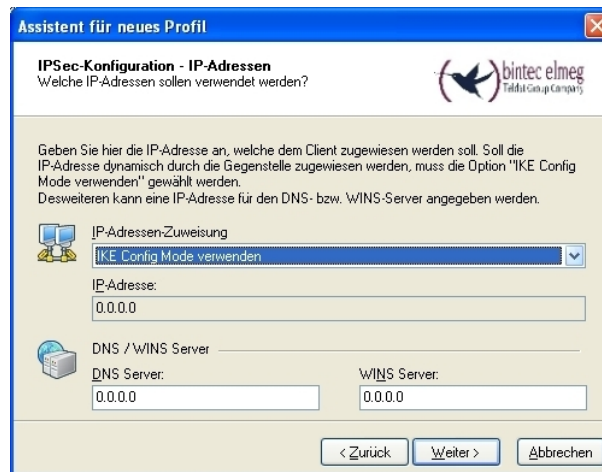 Assistent für neues Profil
IPSec-Konfiguration - IP-Adressen
Welche IP-Adressen sollen verwendet werden?
bintec elmeg
Teldat Group Company
Geben Sie hier die IP-Adresse an, welche dem Client zugewiesen werden soll. Soll die
IP-Adresse dynamisch durch die Gegenstelle zugewiesen werden, muss die Option "IKE Config
Mode verwenden" gewählt werden.
Desweiteren kann eine IP-Adresse für den DNS- bzw. WINS-Server angegeben werden.
IP-Adressen-Zuweisung
IKE Config Mode verwenden
IP-Adresse:
0.0.0.0
DNS / WINS Server
DNS Server: WINS Server:
0.0.0.0 0.0.0.0
< Zurück Weiter > Abbrechen